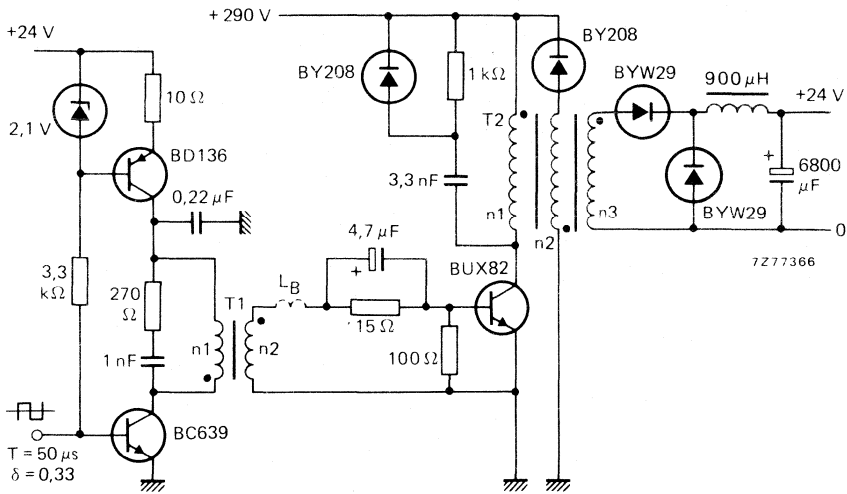 +24 V
+290 V
BY208
BY208
BYW29
900 µH
+24 V
10 Ω
1 kΩ
2,1 V
T2
BD136
3,3 nF
6800
µF
0,22 µF
BYW29
n1
n2
n3
0
4,7 µF
7Z77366
BUX82
3,3
kΩ
270
Ω
T1
LB
15 Ω
n1
n2
1 nF
100 Ω
BC639
T = 50 µs
δ = 0,33